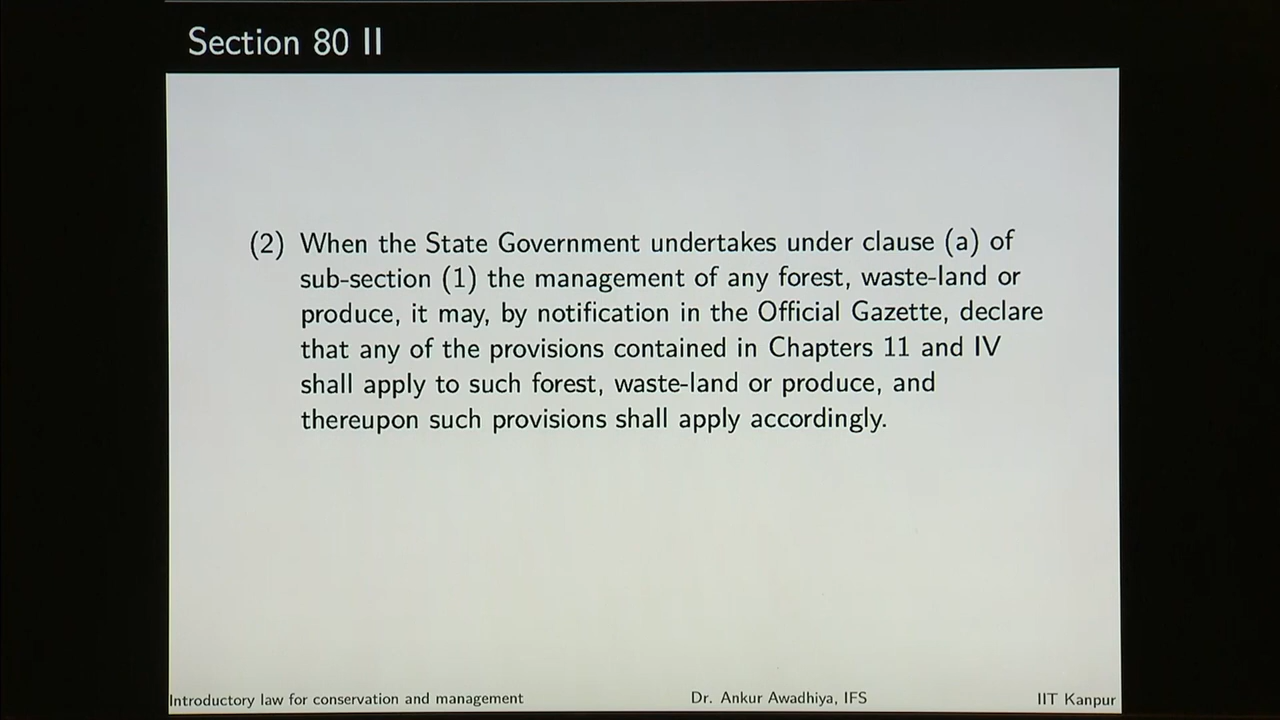 Section 80 II
(2) When the State Government undertakes under clause (a) of
sub-section (1) the management of any forest, waste-land or
produce, it may, by notification in the Official Gazette, declare
that any of the provisions contained in Chapters 11 and IV
shall apply to such forest, waste-land or produce, and
thereupon such provisions shall apply accordingly.
Introductory law for conservation and management Dr. Ankur Awadhiya, IFS IIT Kanpur